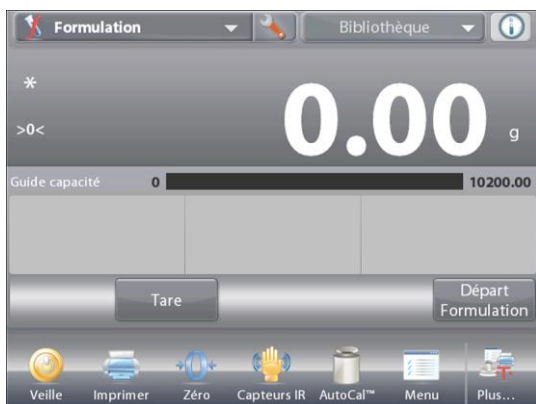 Formulation Bibliothèque
*
>0<
0.00 g
Guide capacité 0 10200.00
Tare
Départ
Formulation
Veille Imprimer Zéro Capteurs IR AutoCal™ Menu Plus...